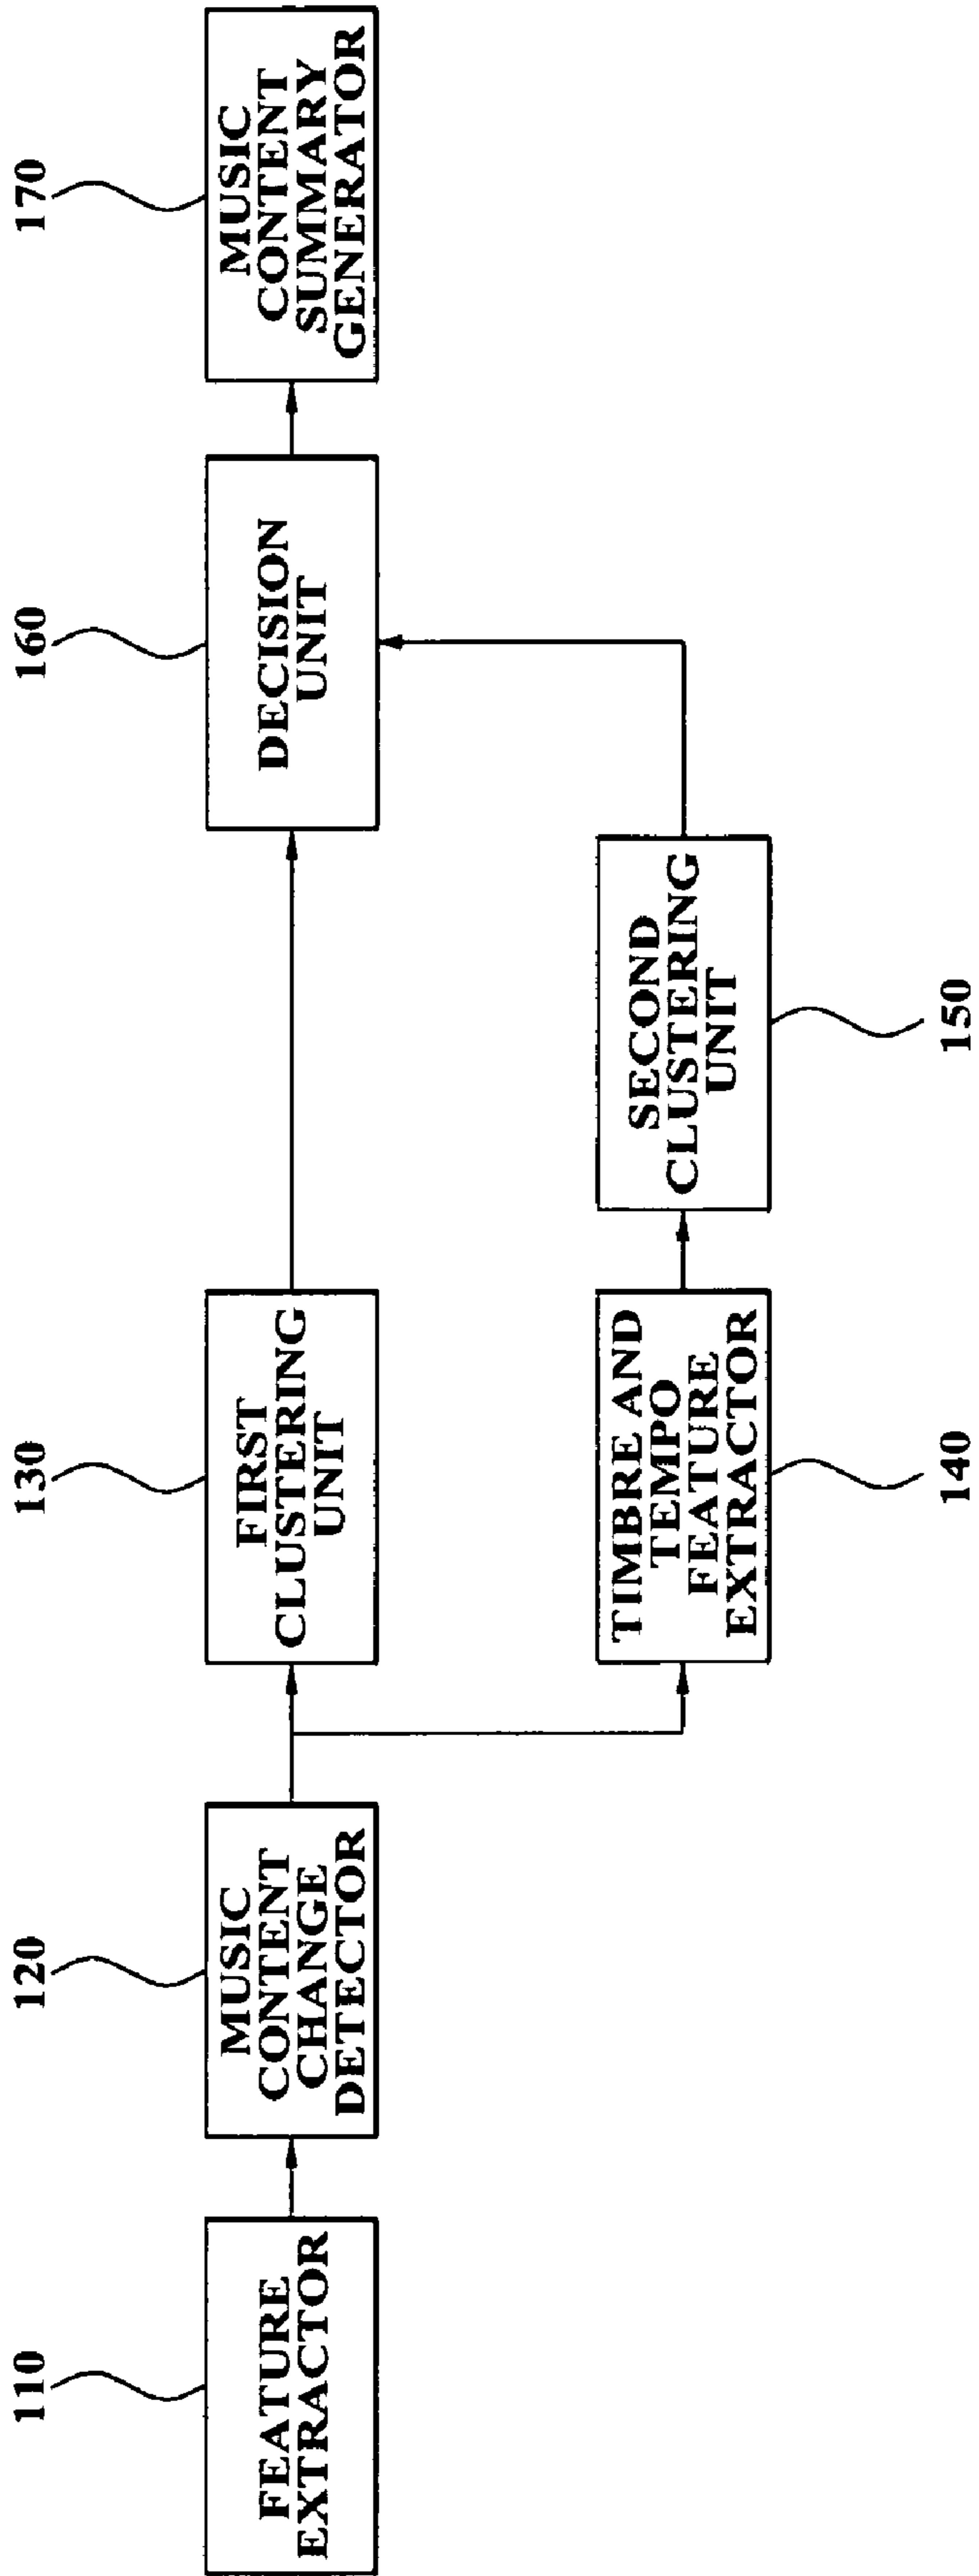 110
FEATURE
EXTRACTOR
120
MUSIC
CONTENT
CHANGE
DETECTOR
130
FIRST
CLUSTERING
UNIT
TIMBRE AND
TEMPO
FEATURE
EXTRACTOR
140
SECOND
CLUSTERING
UNIT
150
160
DECISION
UNIT
170
MUSIC
CONTENT
SUMMARY
GENERATOR